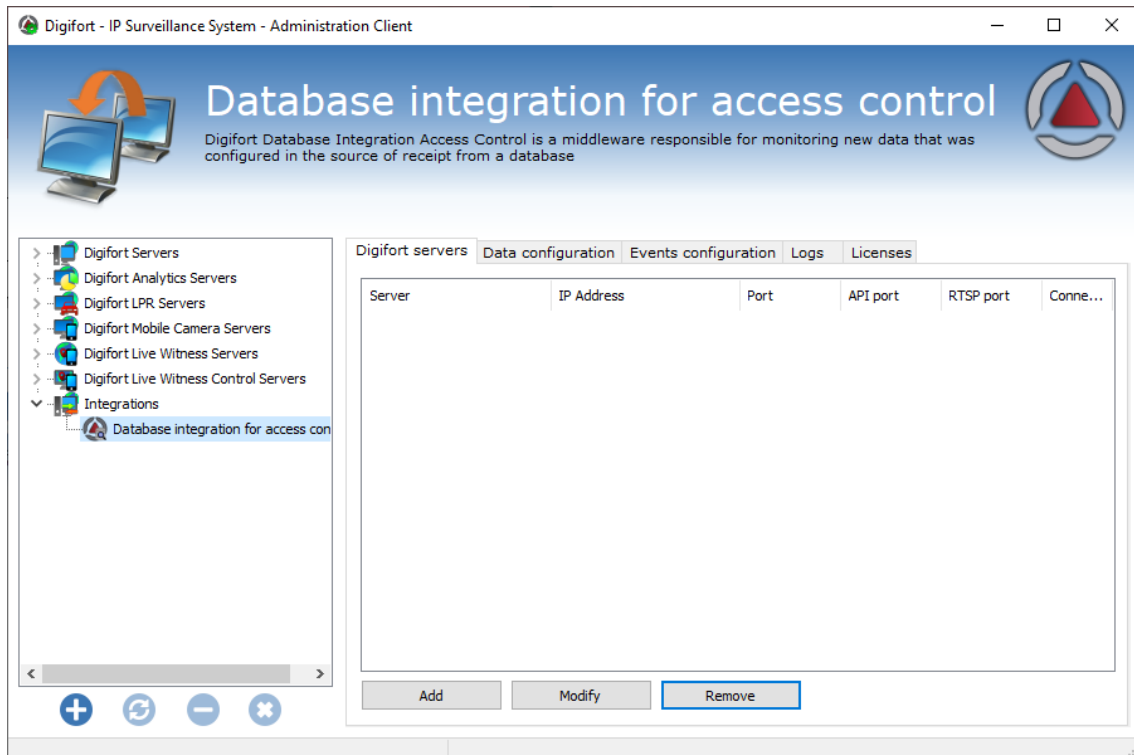 Digifort - IP Surveillance System - Administration Client
Database integration for access control
Digifort Database Integration Access Control is a middleware responsible for monitoring new data that was
configured in the source of receipt from a database
Digifort Servers
Digifort Analytics Servers
Digifort LPR Servers
Digifort Mobile Camera Servers
Digifort Live Witness Servers
Digifort Live Witness Control Servers
Integrations
Database integration for access con
Digifort servers Data configuration Events configuration Logs Licenses
Server IP Address Port API port RTSP port Conne...
Add Modify Remove